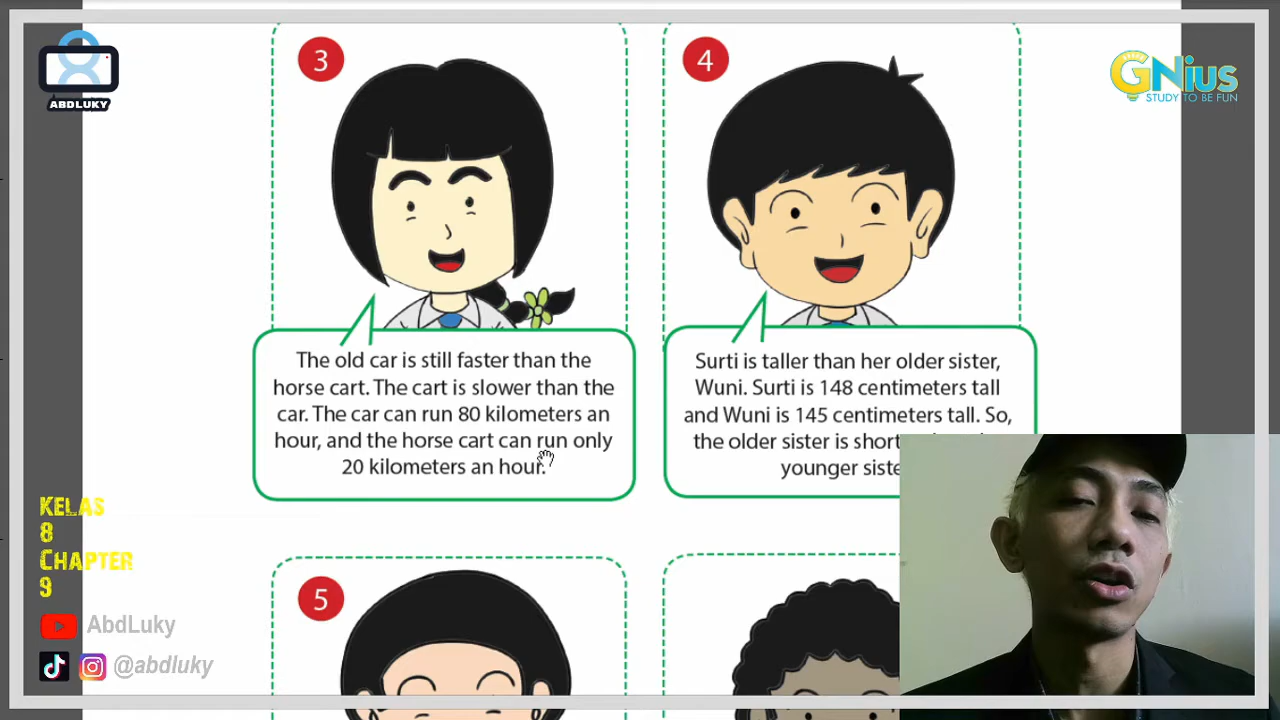 ABDLUKY
GNius
STUDY TO BE FUN
3
The old car is still faster than the
horse cart. The cart is slower than the
car. The car can run 80 kilometers an
hour, and the horse cart can run only
20 kilometers an hour.
4
Surti is taller than her older sister,
Wuni. Surti is 148 centimeters tall
and Wuni is 145 centimeters tall. So,
the older sister is
younger
5
KELAS
8
CHAPTER
9
AbdLuky
@abdluky